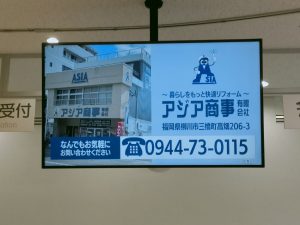 ASIA
アジア商事
なんでもお気軽に
お問い合わせください
SIA
～ 暮らしをもっと快適リフォーム ～
アジア商事 有限会社
福岡県柳川市三橋町高畑206-3
☎0944-73-0115
受付